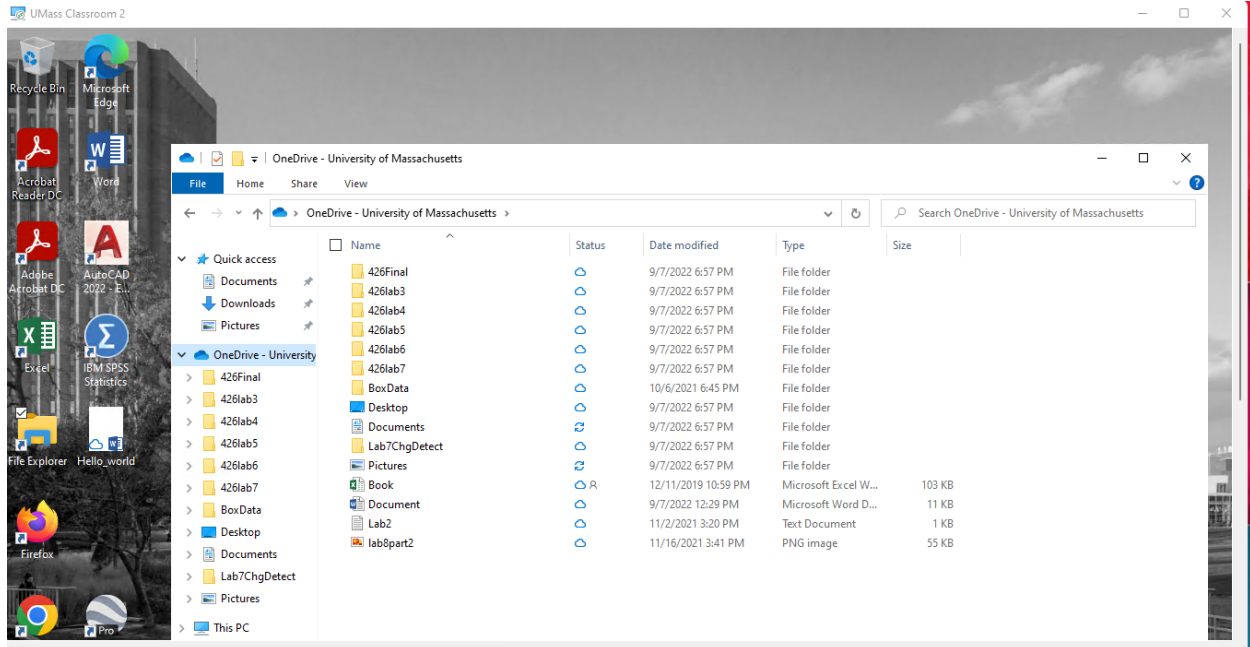 UMass Classroom 2
Recycle Bin
Microsoft
Edge
Acrobat
Reader DC
Word
Adobe
Acrobat DC
AutoCAD
2022 - E...
Excel
IBM SPSS
Statistics
File Explorer
Hello_world
Firefox
Pro
OneDrive - University of Massachusetts
File Home Share View
OneDrive - University of Massachusetts
Search OneDrive - University of Massachusetts
Quick access
Documents
Downloads
Pictures
OneDrive - University
426Final
426lab3
426lab4
426lab5
426lab6
426lab7
BoxData
Desktop
Documents
Lab7ChgDetect
Pictures
This PC
Name Status Date modified Type Size
426Final 9/7/2022 6:57 PM File folder
426lab3 9/7/2022 6:57 PM File folder
426lab4 9/7/2022 6:57 PM File folder
426lab5 9/7/2022 6:57 PM File folder
426lab6 9/7/2022 6:57 PM File folder
426lab7 9/7/2022 6:57 PM File folder
BoxData 10/6/2021 6:45 PM File folder
Desktop 9/7/2022 6:57 PM File folder
Documents 9/7/2022 6:57 PM File folder
Lab7ChgDetect 9/7/2022 6:57 PM File folder
Pictures 9/7/2022 6:57 PM File folder
Book 12/11/2019 10:59 PM Microsoft Excel W... 103 KB
Document 9/7/2022 12:29 PM Microsoft Word D... 11 KB
Lab2 11/2/2021 3:20 PM Text Document 1 KB
lab8part2 11/16/2021 3:41 PM PNG image 55 KB